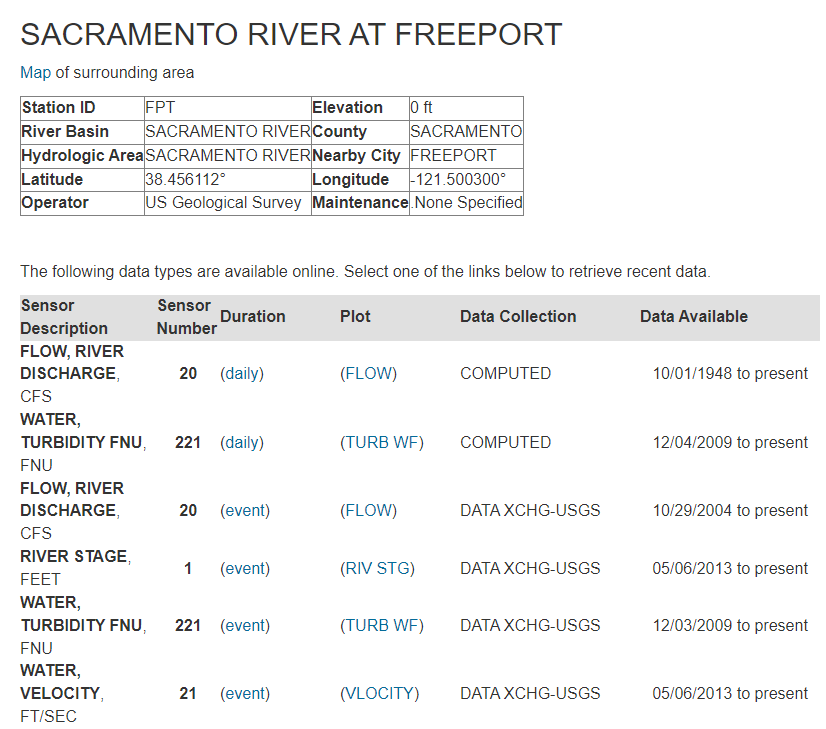 SACRAMENTO RIVER AT FREEPORT
Map of surrounding area
Station ID FPT Elevation 0 ft
River Basin SACRAMENTO RIVER County SACRAMENTO
Hydrologic Area SACRAMENTO RIVER Nearby City FREEPORT
Latitude 38.456112° Longitude -121.500300°
Operator US Geological Survey Maintenance .None Specified
The following data types are available online. Select one of the links below to retrieve recent data.
Sensor Description Sensor Number Duration Plot Data Collection Data Available
FLOW, RIVER DISCHARGE, CFS 20 (daily) (FLOW) COMPUTED 10/01/1948 to present
WATER, TURBIDITY FNU, FNU 221 (daily) (TURB WF) COMPUTED 12/04/2009 to present
FLOW, RIVER DISCHARGE, CFS 20 (event) (FLOW) DATA XCHG-USGS 10/29/2004 to present
RIVER STAGE, FEET 1 (event) (RIV STG) DATA XCHG-USGS 05/06/2013 to present
WATER, TURBIDITY FNU, FNU 221 (event) (TURB WF) DATA XCHG-USGS 12/03/2009 to present
WATER, VELOCITY, FT/SEC 21 (event) (VLOCITY) DATA XCHG-USGS 05/06/2013 to present